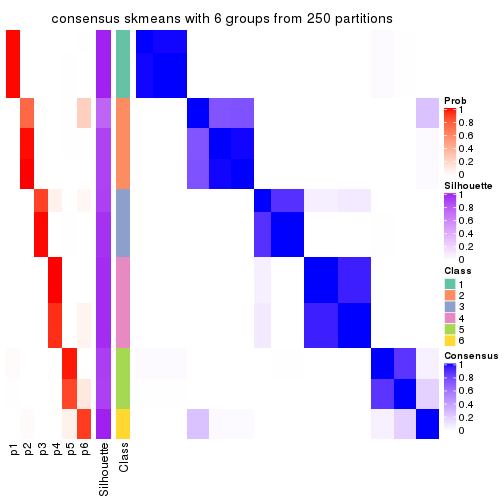 consensus skmeans with 6 groups from 250 partitions
Prob
1
0.8
0.6
0.4
0.2
0
Silhouette
1
0.8
0.6
0.4
0.2
0
Class
1
2
3
4
5
6
Consensus
1
0.8
0.6
0.4
0.2
0
p1
p2
p3
p4
p5
p6
Silhouette
Class